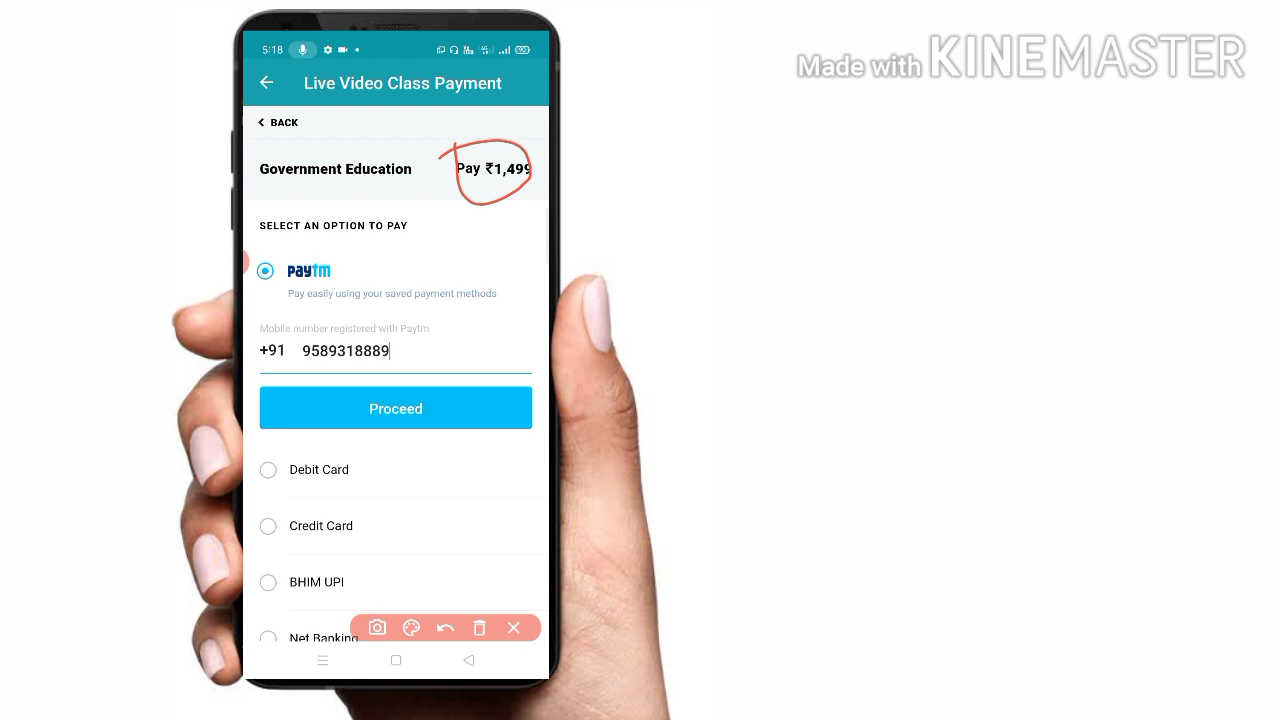 Made with KINEMASTER
5:18
Live Video Class Payment
BACK
Government Education
Pay ₹1,499
SELECT AN OPTION TO PAY
paytm
Pay easily using your saved payment methods
Mobile number registered with Paytm
+91 9589318889
Proceed
Debit Card
Credit Card
BHIM UPI
Net Banking